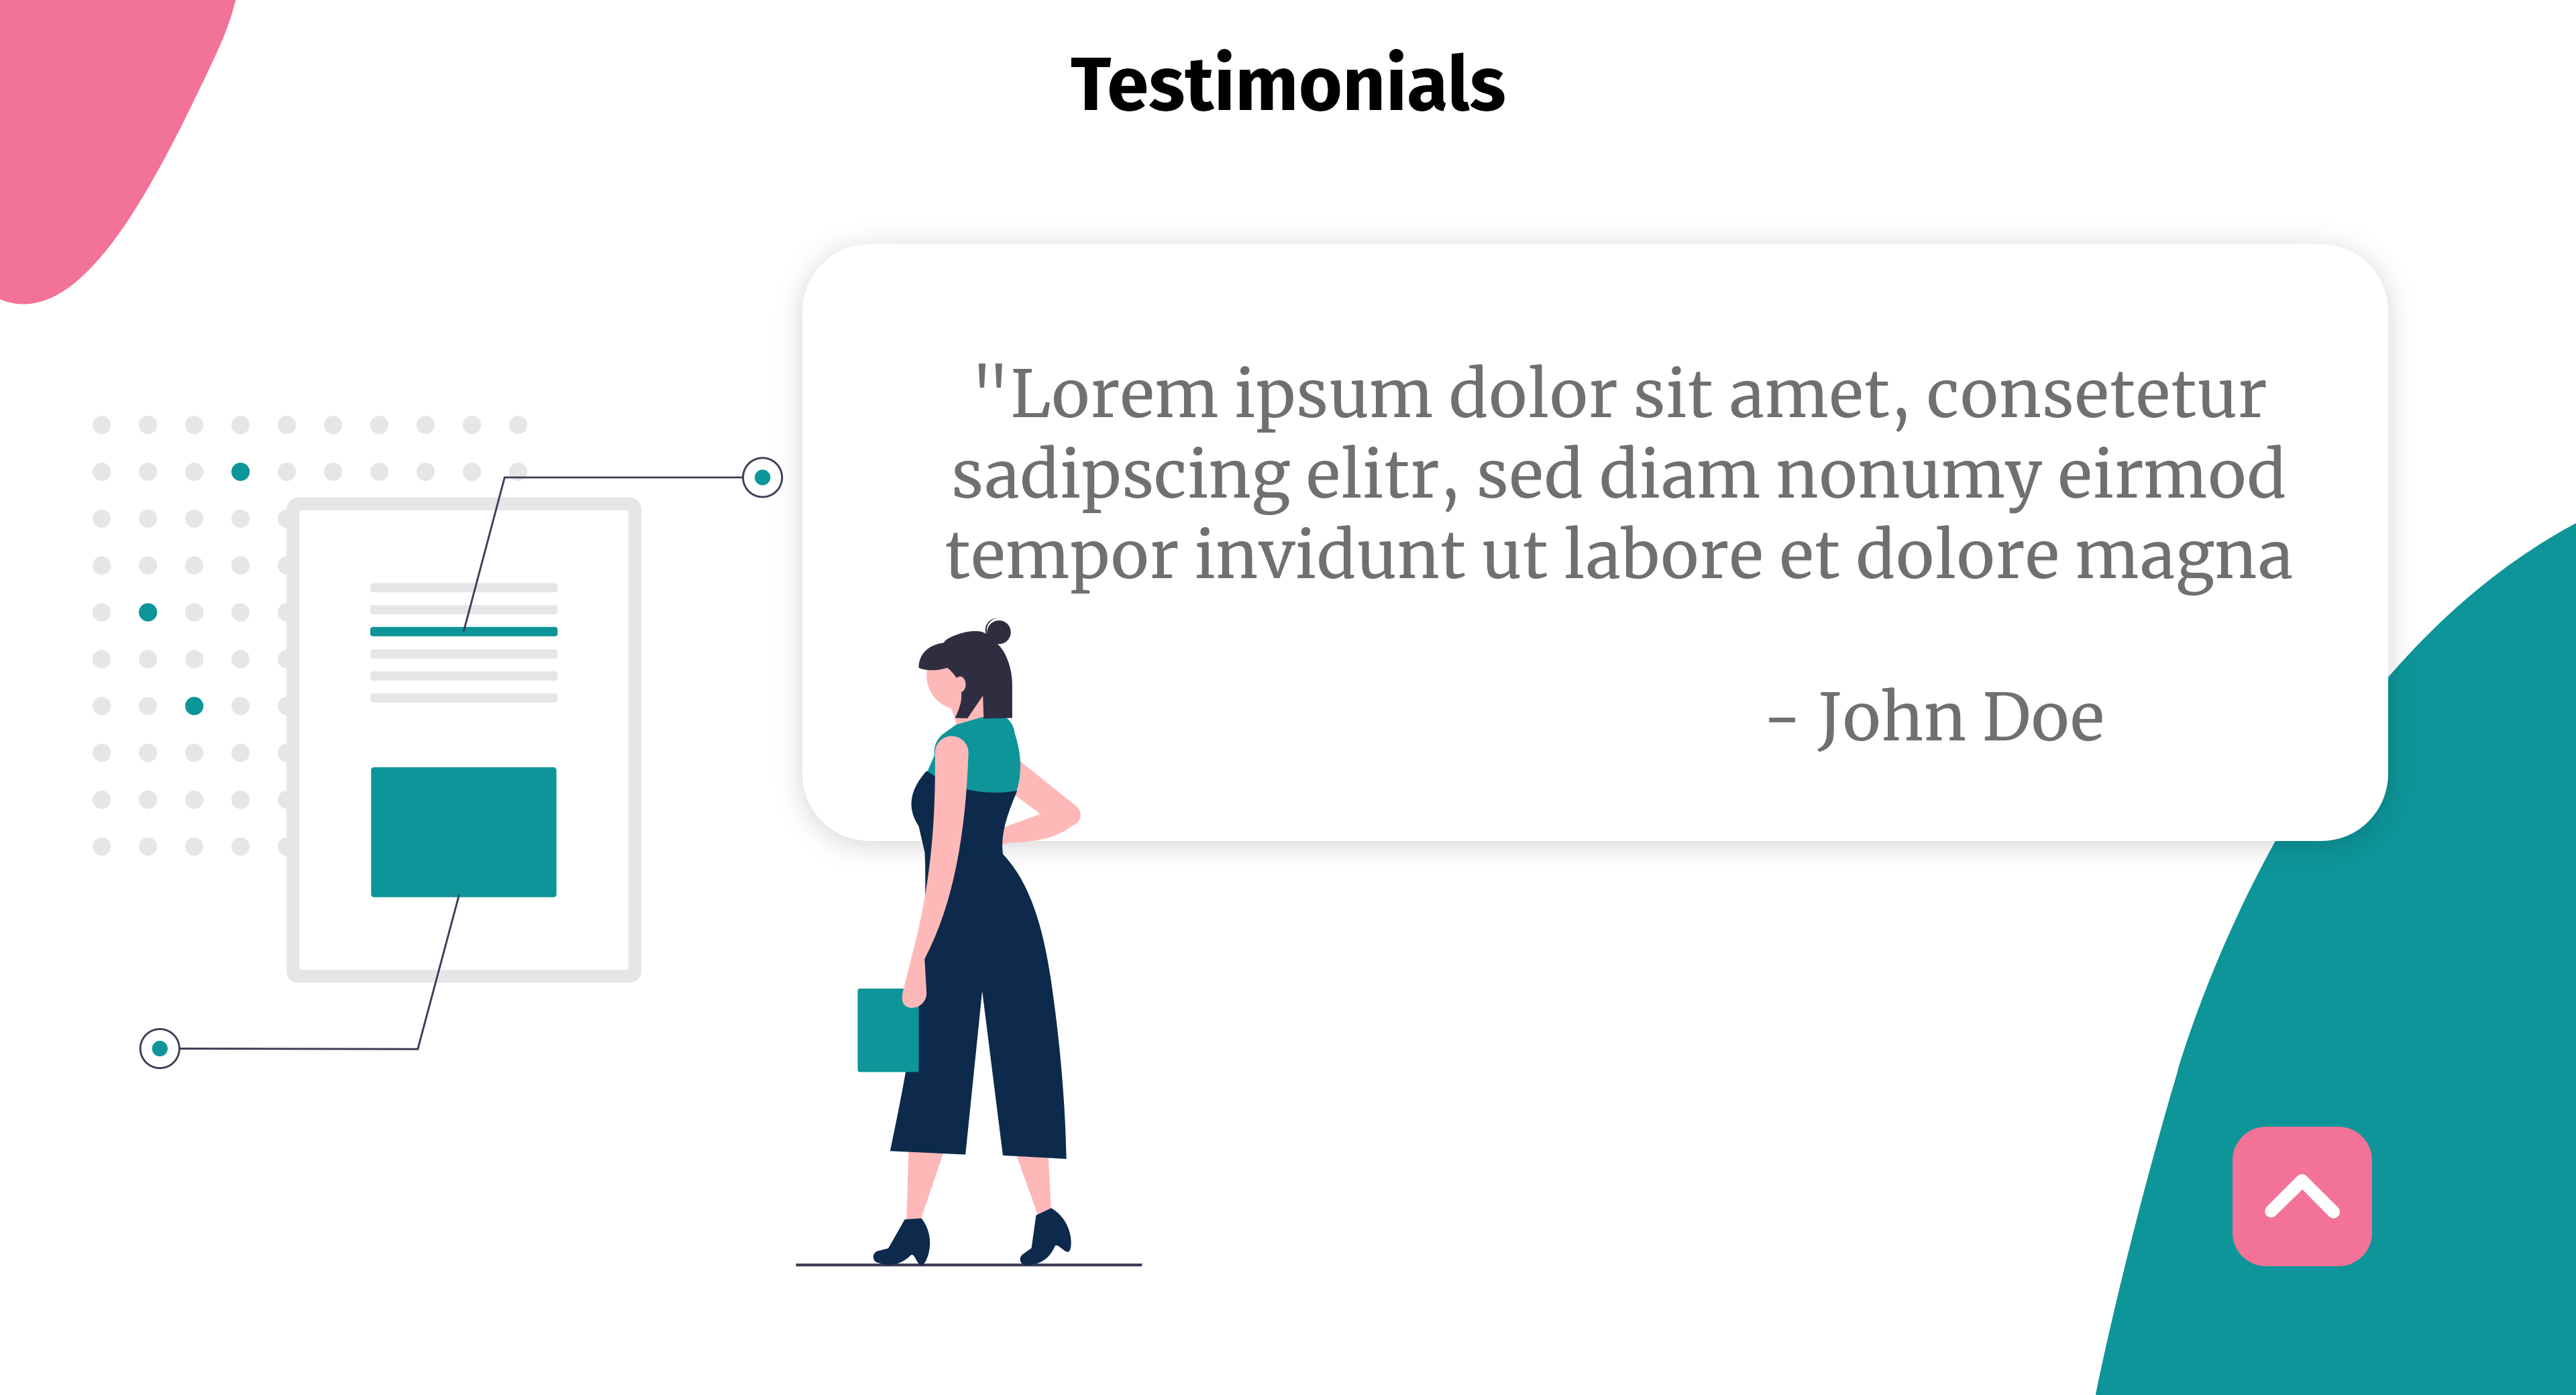 Testimonials
"Lorem ipsum dolor sit amet, consetetur
sadipscing elitr, sed diam nonumy eirmod
tempor invidunt ut labore et dolore magna
- John Doe